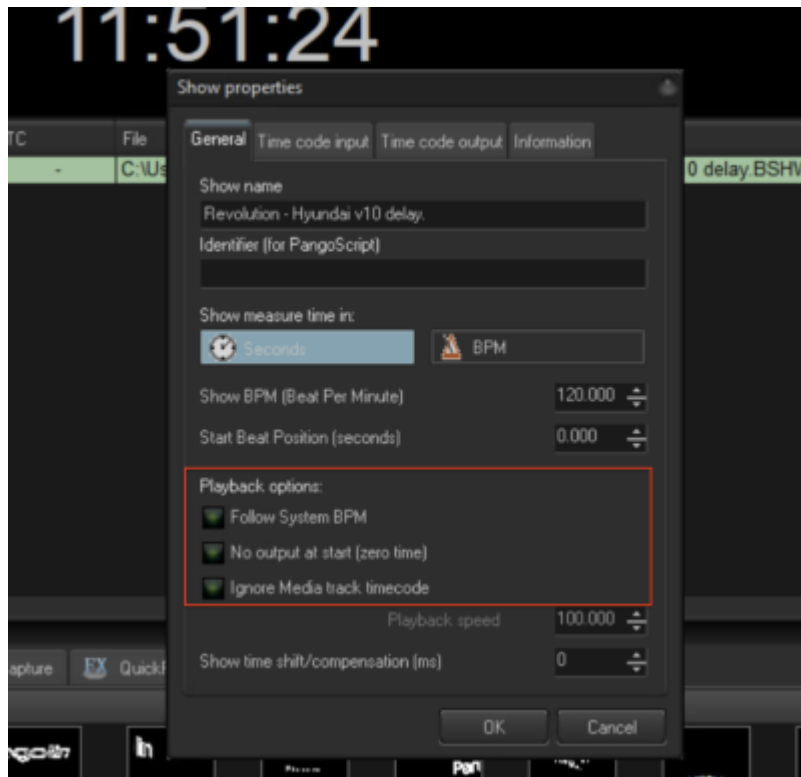 11:51:24
Show properties
TC
File
General
Time code input
Time code output
Information
-
C:\Us
0 delay.BSHW
Show name
Revolution - Hyundai v10 delay.
Identifier (for PangoScript)
Show measure time in:
Seconds
BPM
Show BPM (Beat Per Minute)
120.000
Start Beat Position (seconds)
0.000
Playback options:
Follow System BPM
No output at start (zero time)
Ignore Media track timecode
Playback speed
100.000
apture
FX
QuickF
Show time shift/compensation (ms)
0
OK
Cancel
In